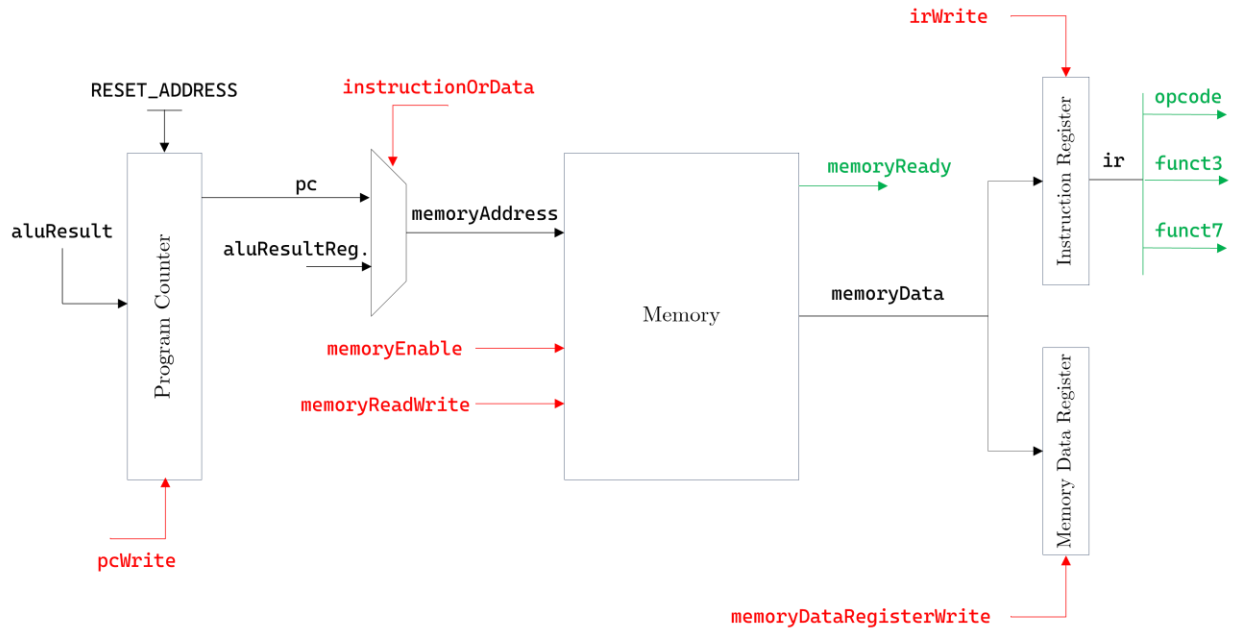 irWrite
RESET_ADDRESS
instructionOrData
opcode
Instruction Register
ir
memoryReady
funct3
pc
memoryAddress
aluResult
aluResultReg.
funct7
Program Counter
memoryData
Memory
memoryEnable
memoryReadWrite
Memory Data Register
pcWrite
memoryDataRegisterWrite